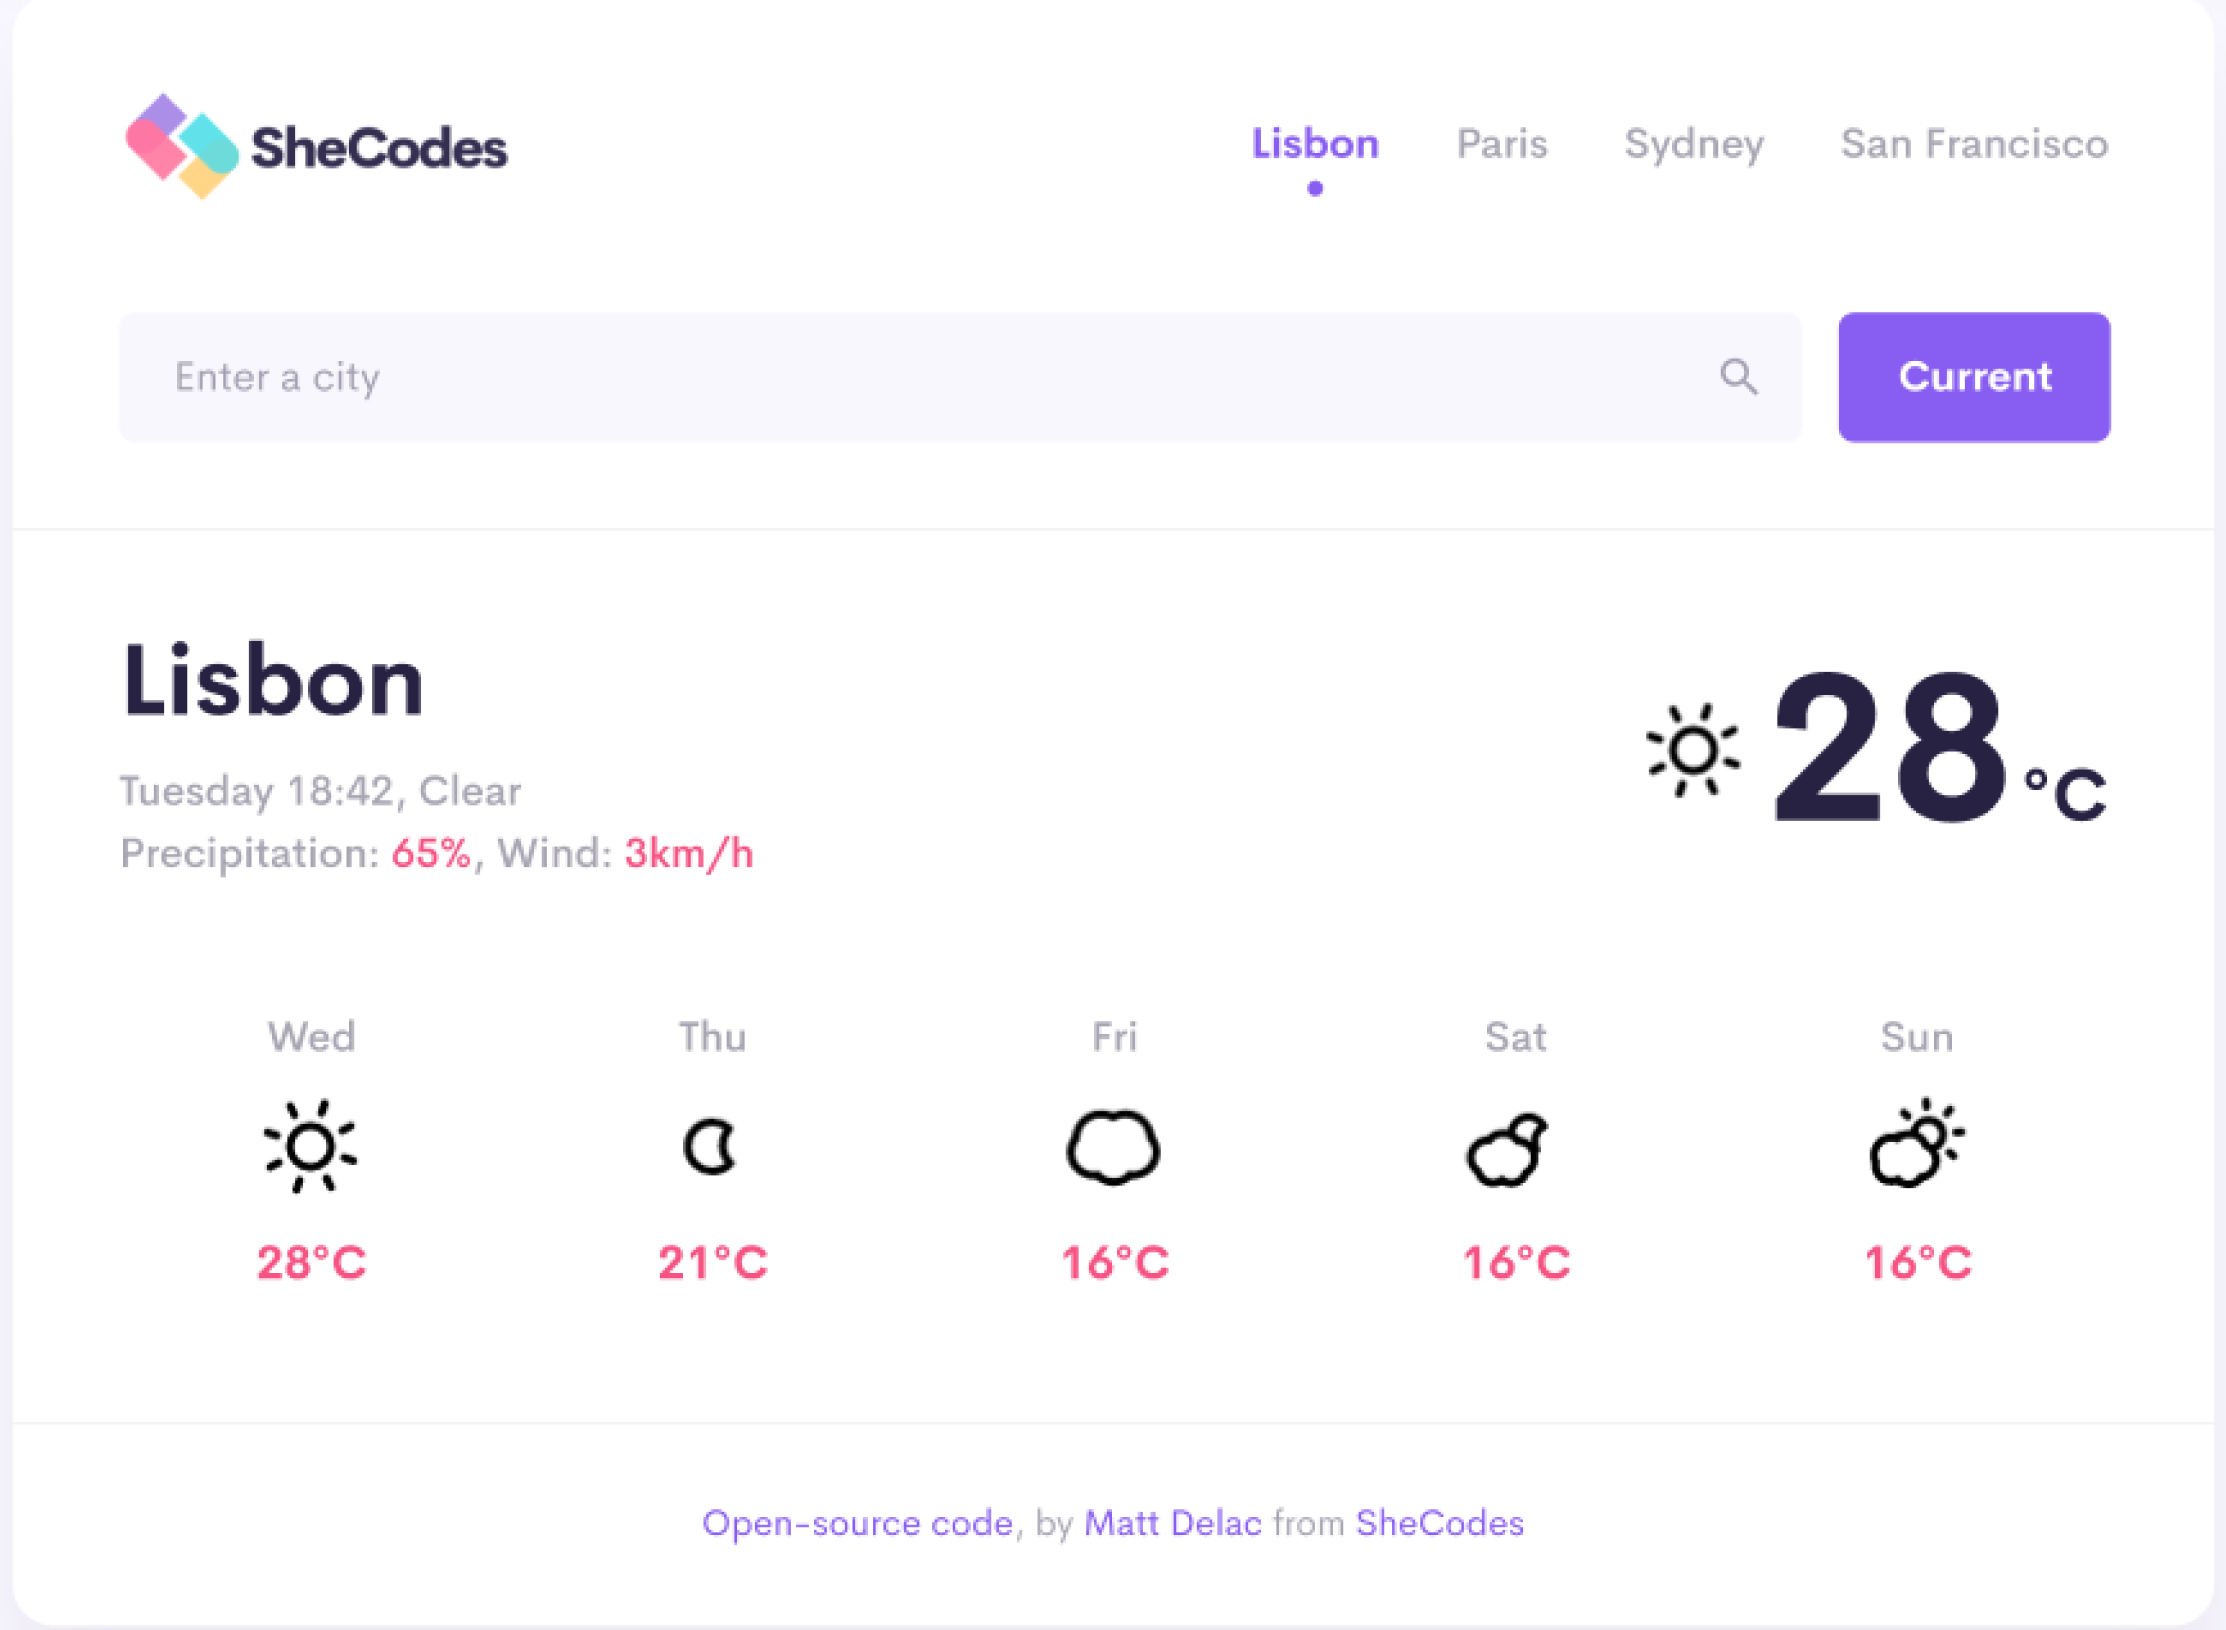 SheCodes
Lisbon Paris Sydney San Francisco
Enter a city
Current
Lisbon
Tuesday 18:42, Clear
Precipitation: 65%, Wind: 3km/h
28°C
Wed Thu Fri Sat Sun
28°C 21°C 16°C 16°C 16°C
Open-source code, by Matt Delac from SheCodes